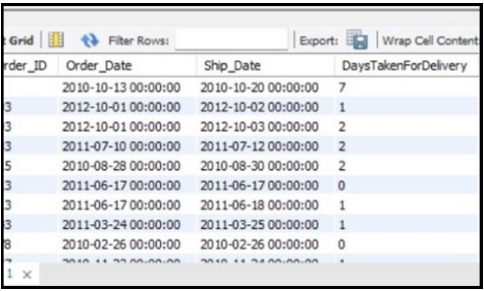 t Grid Filter Rows: Export: Wrap Cell Content
rder_ID Order_Date Ship_Date DaysTakenForDelivery
2010-10-13 00:00:00 2010-10-20 00:00:00 7
3 2012-10-01 00:00:00 2012-10-02 00:00:00 1
3 2012-10-01 00:00:00 2012-10-03 00:00:00 2
3 2011-07-10 00:00:00 2011-07-12 00:00:00 2
5 2010-08-28 00:00:00 2010-08-30 00:00:00 2
3 2011-06-17 00:00:00 2011-06-17 00:00:00 0
3 2011-06-17 00:00:00 2011-06-18 00:00:00 1
3 2011-03-24 00:00:00 2011-03-25 00:00:00 1
8 2010-02-26 00:00:00 2010-02-26 00:00:00 0
1 ×